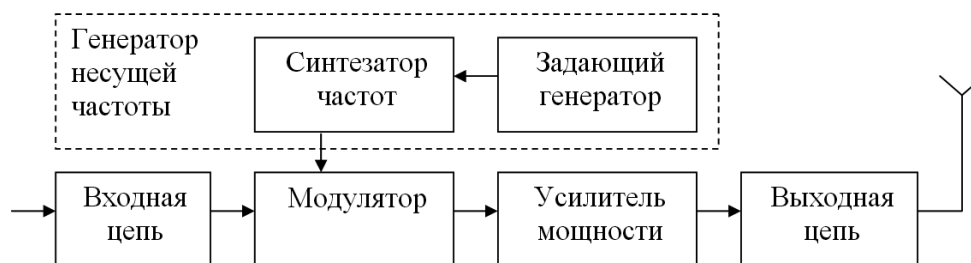 Генератор
несущей
частоты
Синтезатор
частот
Задающий
генератор
Входная
цепь
Модулятор
Усилитель
мощности
Выходная
цепь